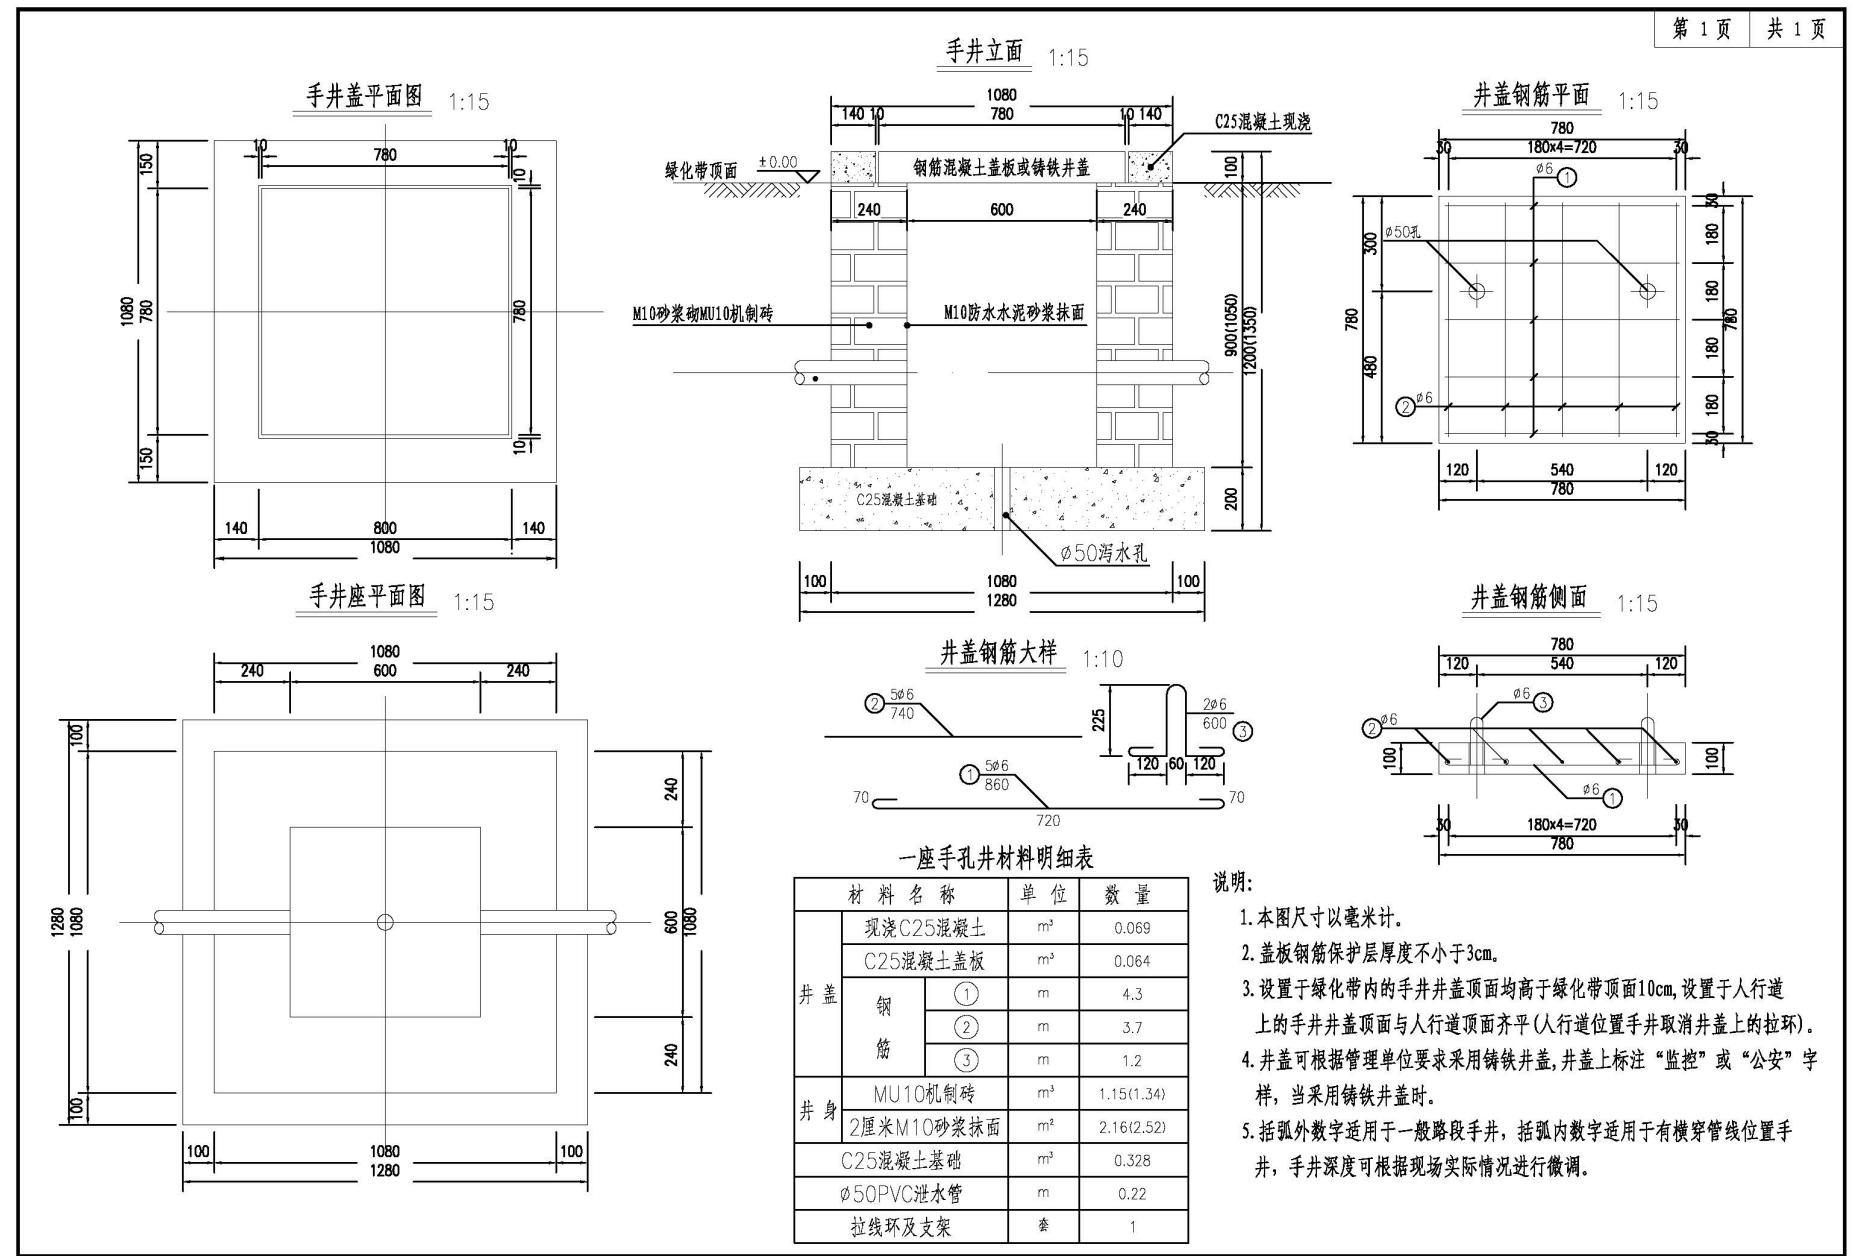 第 1 页 共 1 页
手井盖平面图 1:15
10 10
780
150
10
1080
780
780
150
10
140 800 140
1080
手井立面 1:15
1080
140 10 780 10 140
C25混凝土现浇
绿化带顶面 ±0.00
钢筋混凝土盖板或铸铁井盖
100
240 600 240
M10砂浆砌MU10机制砖
M10防水水泥砂浆抹面
900(1050)
1200(1350)
C25混凝土基础
200
ø50泻水孔
100 1080 100
1280
井盖钢筋平面 1:15
780
30 180x4=720 30
ø6 1
300
ø50孔
780
480
2 ø6
30
180
180
780
180
180
30
120 540 120
780
手井座平面图 1:15
1080
240 600 240
100
240
1280
1080
600
1080
240
100
100 1080 100
1280
井盖钢筋大样 1:10
2 5ø6
740
225
2ø6
600
3
120 60 120
1 5ø6
860
70 70
720
井盖钢筋侧面 1:15
780
120 540 120
ø6 3
2 ø6
100 100
ø6 1
30 180x4=720 30
780
一座手孔井材料明细表
材 料 名 称 单 位 数 量
井 盖 现浇C25混凝土 m³ 0.069
C25混凝土盖板 m³ 0.064
钢 筋 1 m 4.3
2 m 3.7
3 m 1.2
井 身 MU10机制砖 m³ 1.15(1.34)
2厘米M10砂浆抹面 m² 2.16(2.52)
C25混凝土基础 m³ 0.328
ø50PVC泄水管 m 0.22
拉线环及支架 套 1
说明:
1.本图尺寸以毫米计。
2.盖板钢筋保护层厚度不小于3cm。
3.设置于绿化带内的手井井盖顶面均高于绿化带顶面10cm,设置于人行道
上的手井井盖顶面与人行道顶面齐平(人行道位置手井取消井盖上的拉环)。
4.井盖可根据管理单位要求采用铸铁井盖,井盖上标注“监控”或“公安”字
样，当采用铸铁井盖时。
5.括弧外数字适用于一般路段手井，括弧内数字适用于有横穿管线位置手
井，手井深度可根据现场实际情况进行微调。